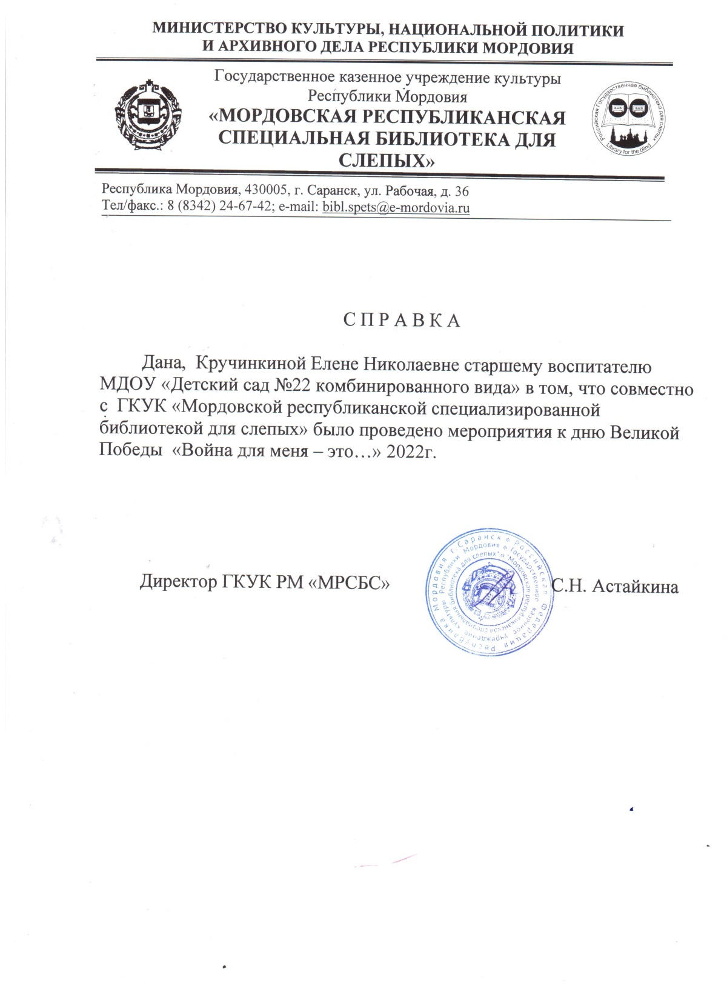 МИНИСТЕРСТВО КУЛЬТУРЫ, НАЦИОНАЛЬНОЙ ПОЛИТИКИ
И АРХИВНОГО ДЕЛА РЕСПУБЛИКИ МОРДОВИЯ
Государственное казенное учреждение культуры
Республики Мордовия
«МОРДОВСКАЯ РЕСПУБЛИКАНСКАЯ
СПЕЦИАЛЬНАЯ БИБЛИОТЕКА ДЛЯ
СЛЕПЫХ»
Российская Государственная библиотека для слепых
Library for the blind
Республика Мордовия, 430005, г. Саранск, ул. Рабочая, д. 36
Тел/факс.: 8 (8342) 24-67-42; e-mail: bibl.spets@e-mordovia.ru
С П Р А В К А
Дана,  Кручинкиной Елене Николаевне старшему воспитателю
МДОУ «Детский сад №22 комбинированного вида» в том, что совместно
с  ГКУК «Мордовской республиканской специализированной
библиотекой для слепых» было проведено мероприятия к дню Великой
Победы  «Война для меня – это…» 2022г.
Директор ГКУК РМ «МРСБС»
С.Н. Астайкина
Российская Федерация Республика Мордовия г.Саранск
Государственное казенное учреждение культуры Республики Мордовия
"Мордовская республиканская специальная библиотека для слепых"